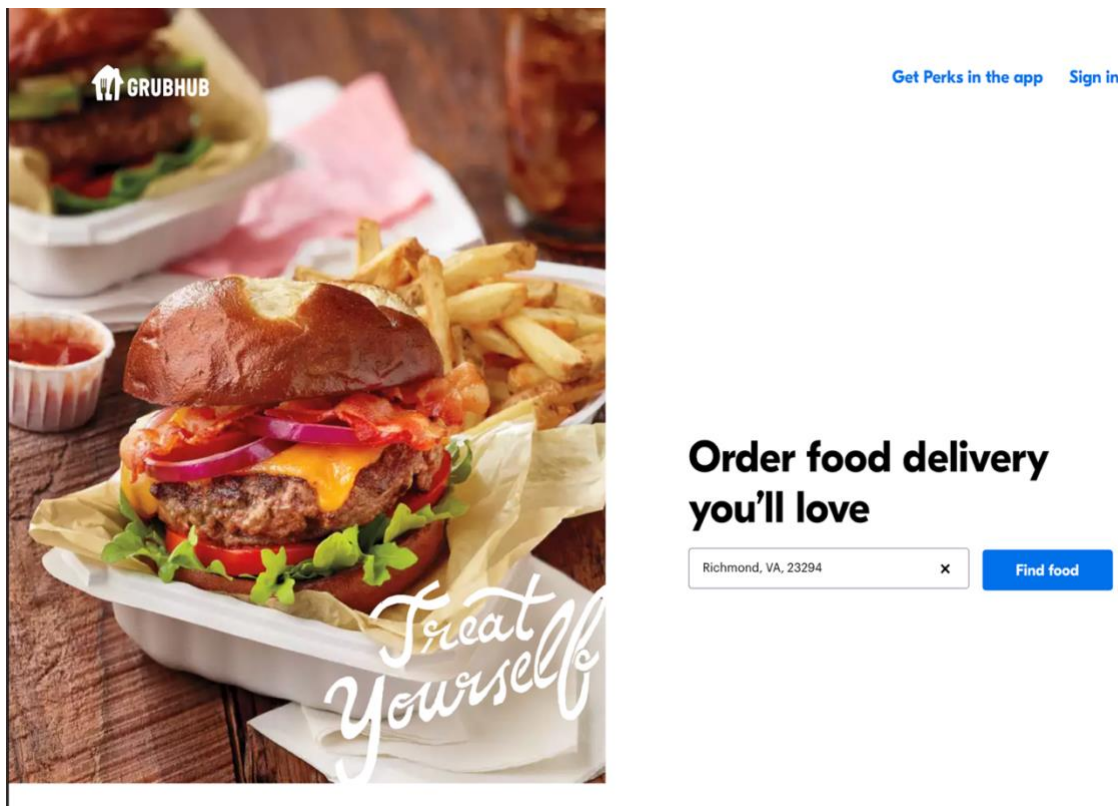 GRUBHUB
Get Perks in the app
Sign in
Order food delivery
you'll love
Richmond, VA, 23294
Find food
Treat
Yourself